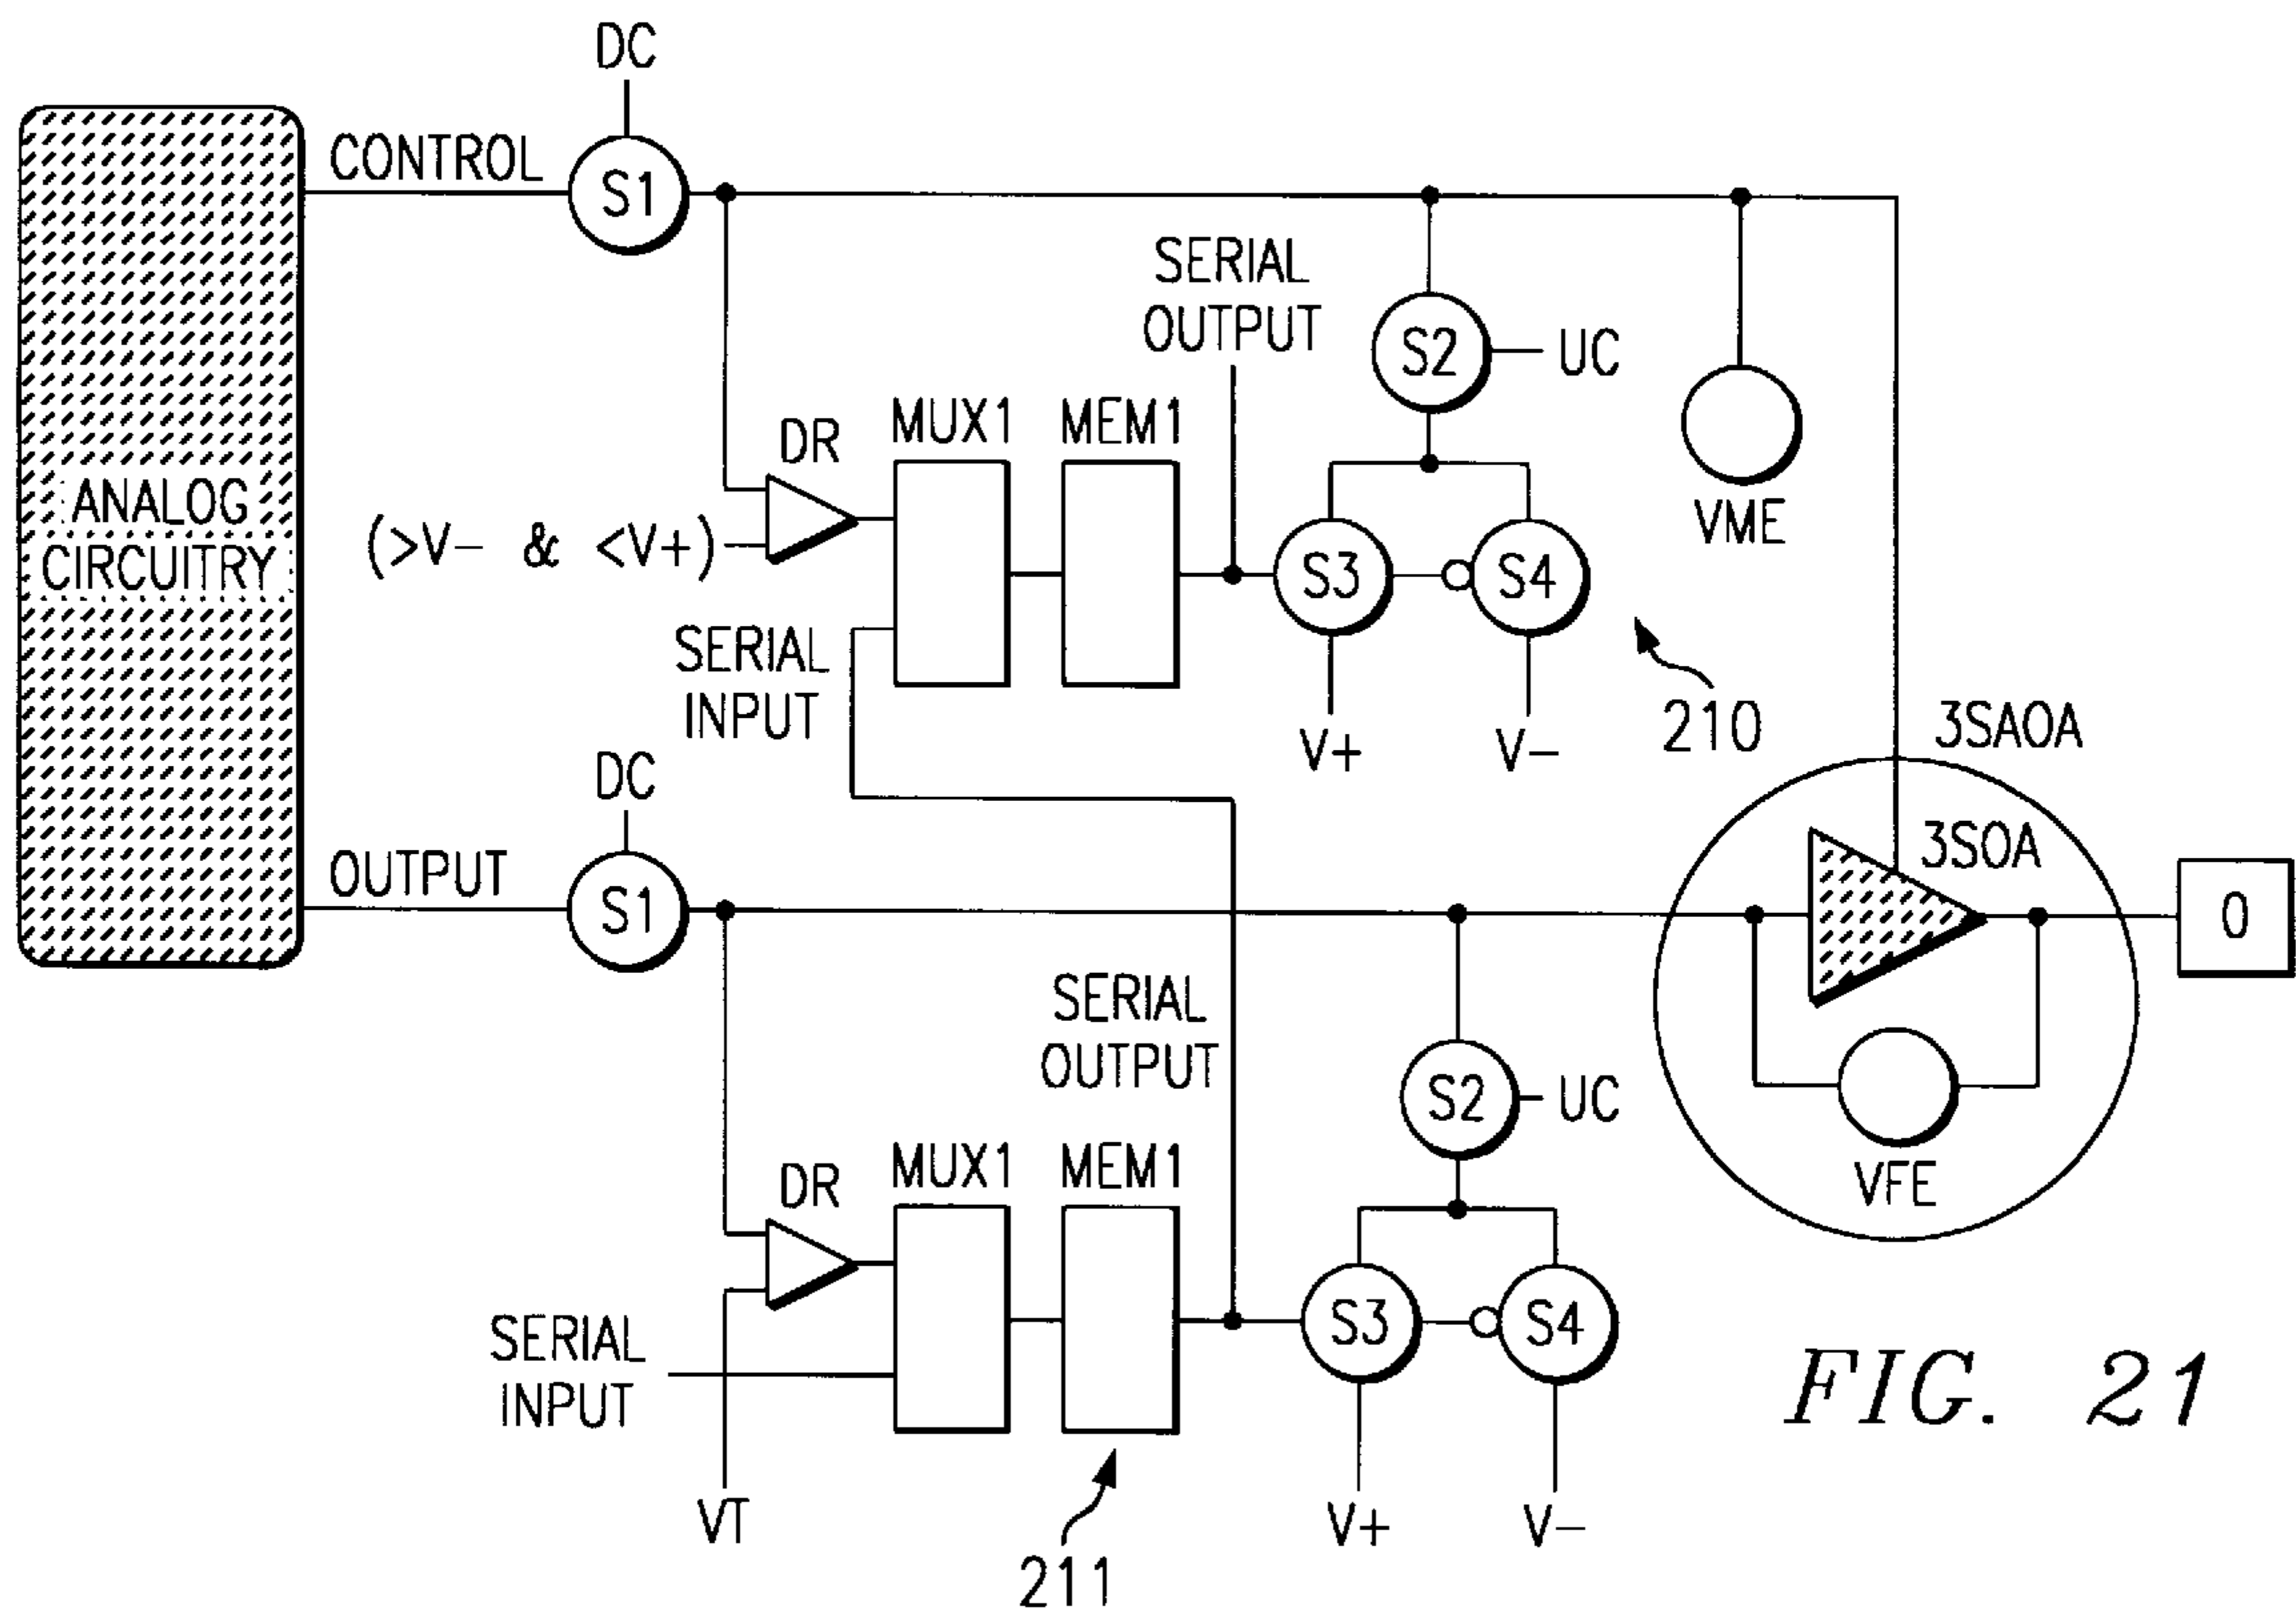 DC
CONTROL
S1
SERIAL
OUTPUT
S2
UC
DR
MUX1
MEM1
VME
ANALOG
CIRCUITRY
(>V- & <V+)
S3
S4
SERIAL
INPUT
V+
V-
210
3SAOA
DC
3SOA
OUTPUT
S1
O
SERIAL
OUTPUT
S2
UC
DR
MUX1
MEM1
VFE
SERIAL
INPUT
S3
S4
FIG. 21
VT
V+
V-
211